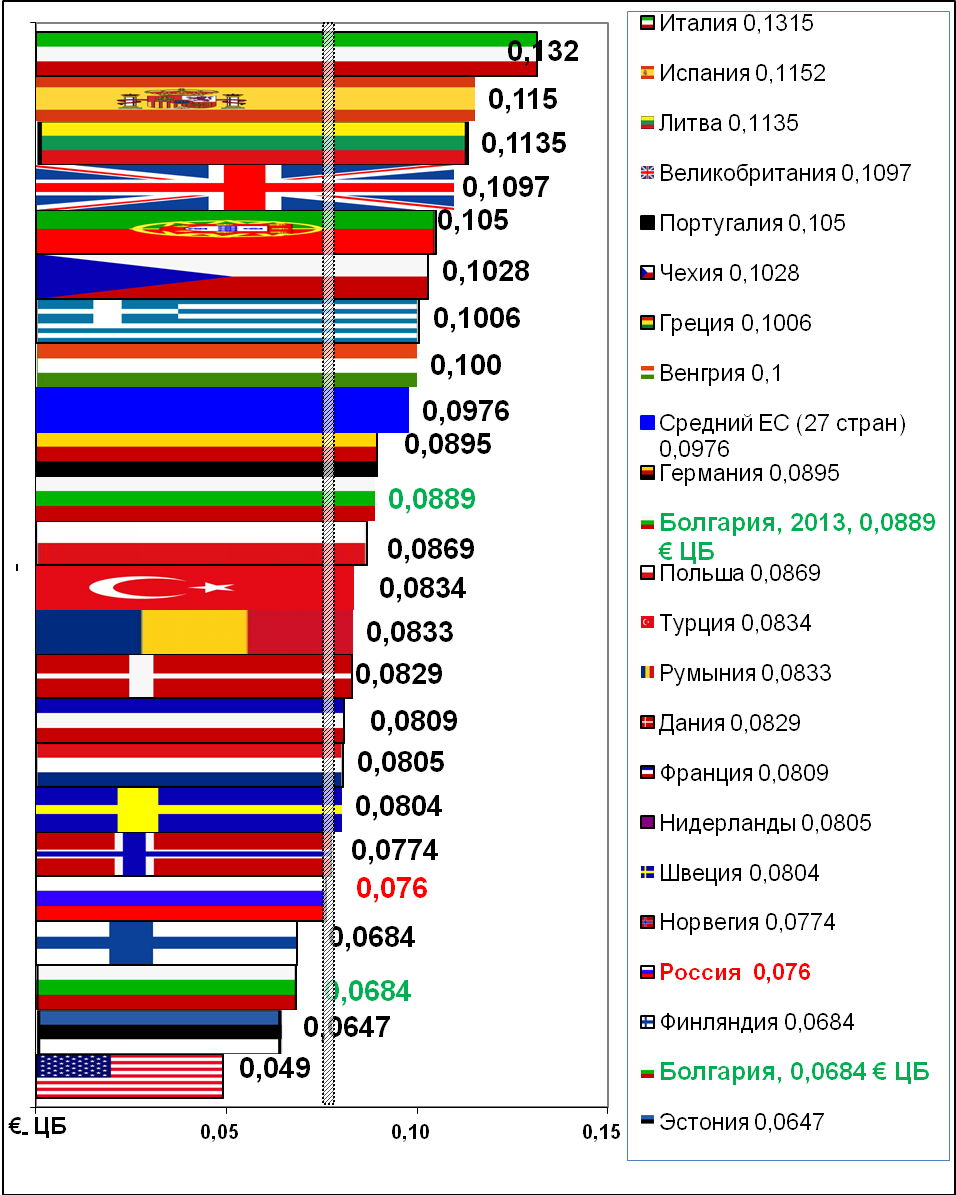 0,132
0,115
0,1135
0,1097
0,105
0,1028
0,1006
0,100
0,0976
0,0895
0,0889
0,0869
0,0834
0,0833
0,0829
0,0809
0,0805
0,0804
0,0774
0,076
0,0684
0,0684
0,0647
0,049
€. ЦБ
0,05
0,10
0,15
Италия 0,1315
Испания 0,1152
Литва 0,1135
Великобритания 0,1097
Португалия 0,105
Чехия 0,1028
Греция 0,1006
Венгрия 0,1
Средний ЕС (27 стран)
0,0976
Германия 0,0895
Болгария, 2013, 0,0889
€ ЦБ
Польша 0,0869
Турция 0,0834
Румыния 0,0833
Дания 0,0829
Франция 0,0809
Нидерланды 0,0805
Швеция 0,0804
Норвегия 0,0774
Россия 0,076
Финляндия 0,0684
Болгария, 0,0684 € ЦБ
Эстония 0,0647